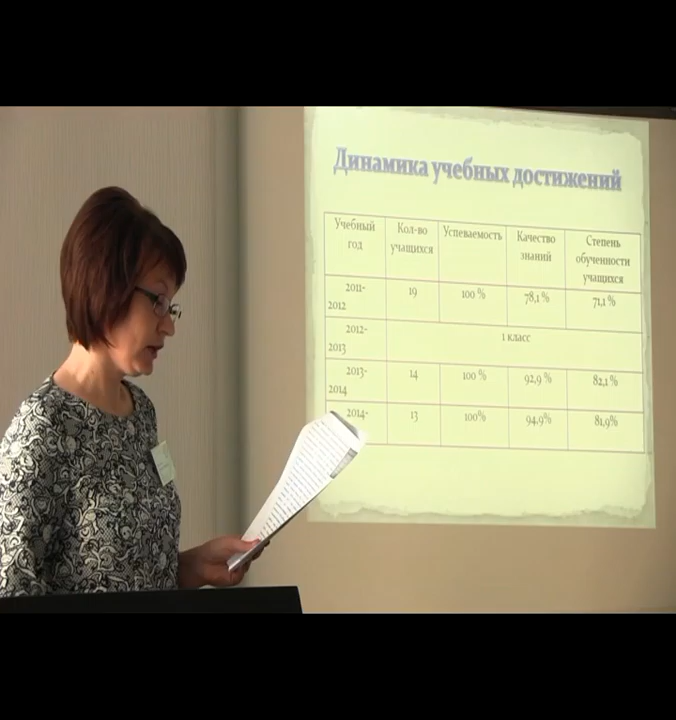 Динамика учебных достижений
Учебный год Кол-во учащихся Успеваемость Качество знаний Степень обученности учащихся
2011-2012 19 100 % 78,1 % 71,1 %
2012-2013 1 класс
2013-2014 14 100 % 92,9 % 82,1 %
2014- 13 100% 94,9% 81,9%